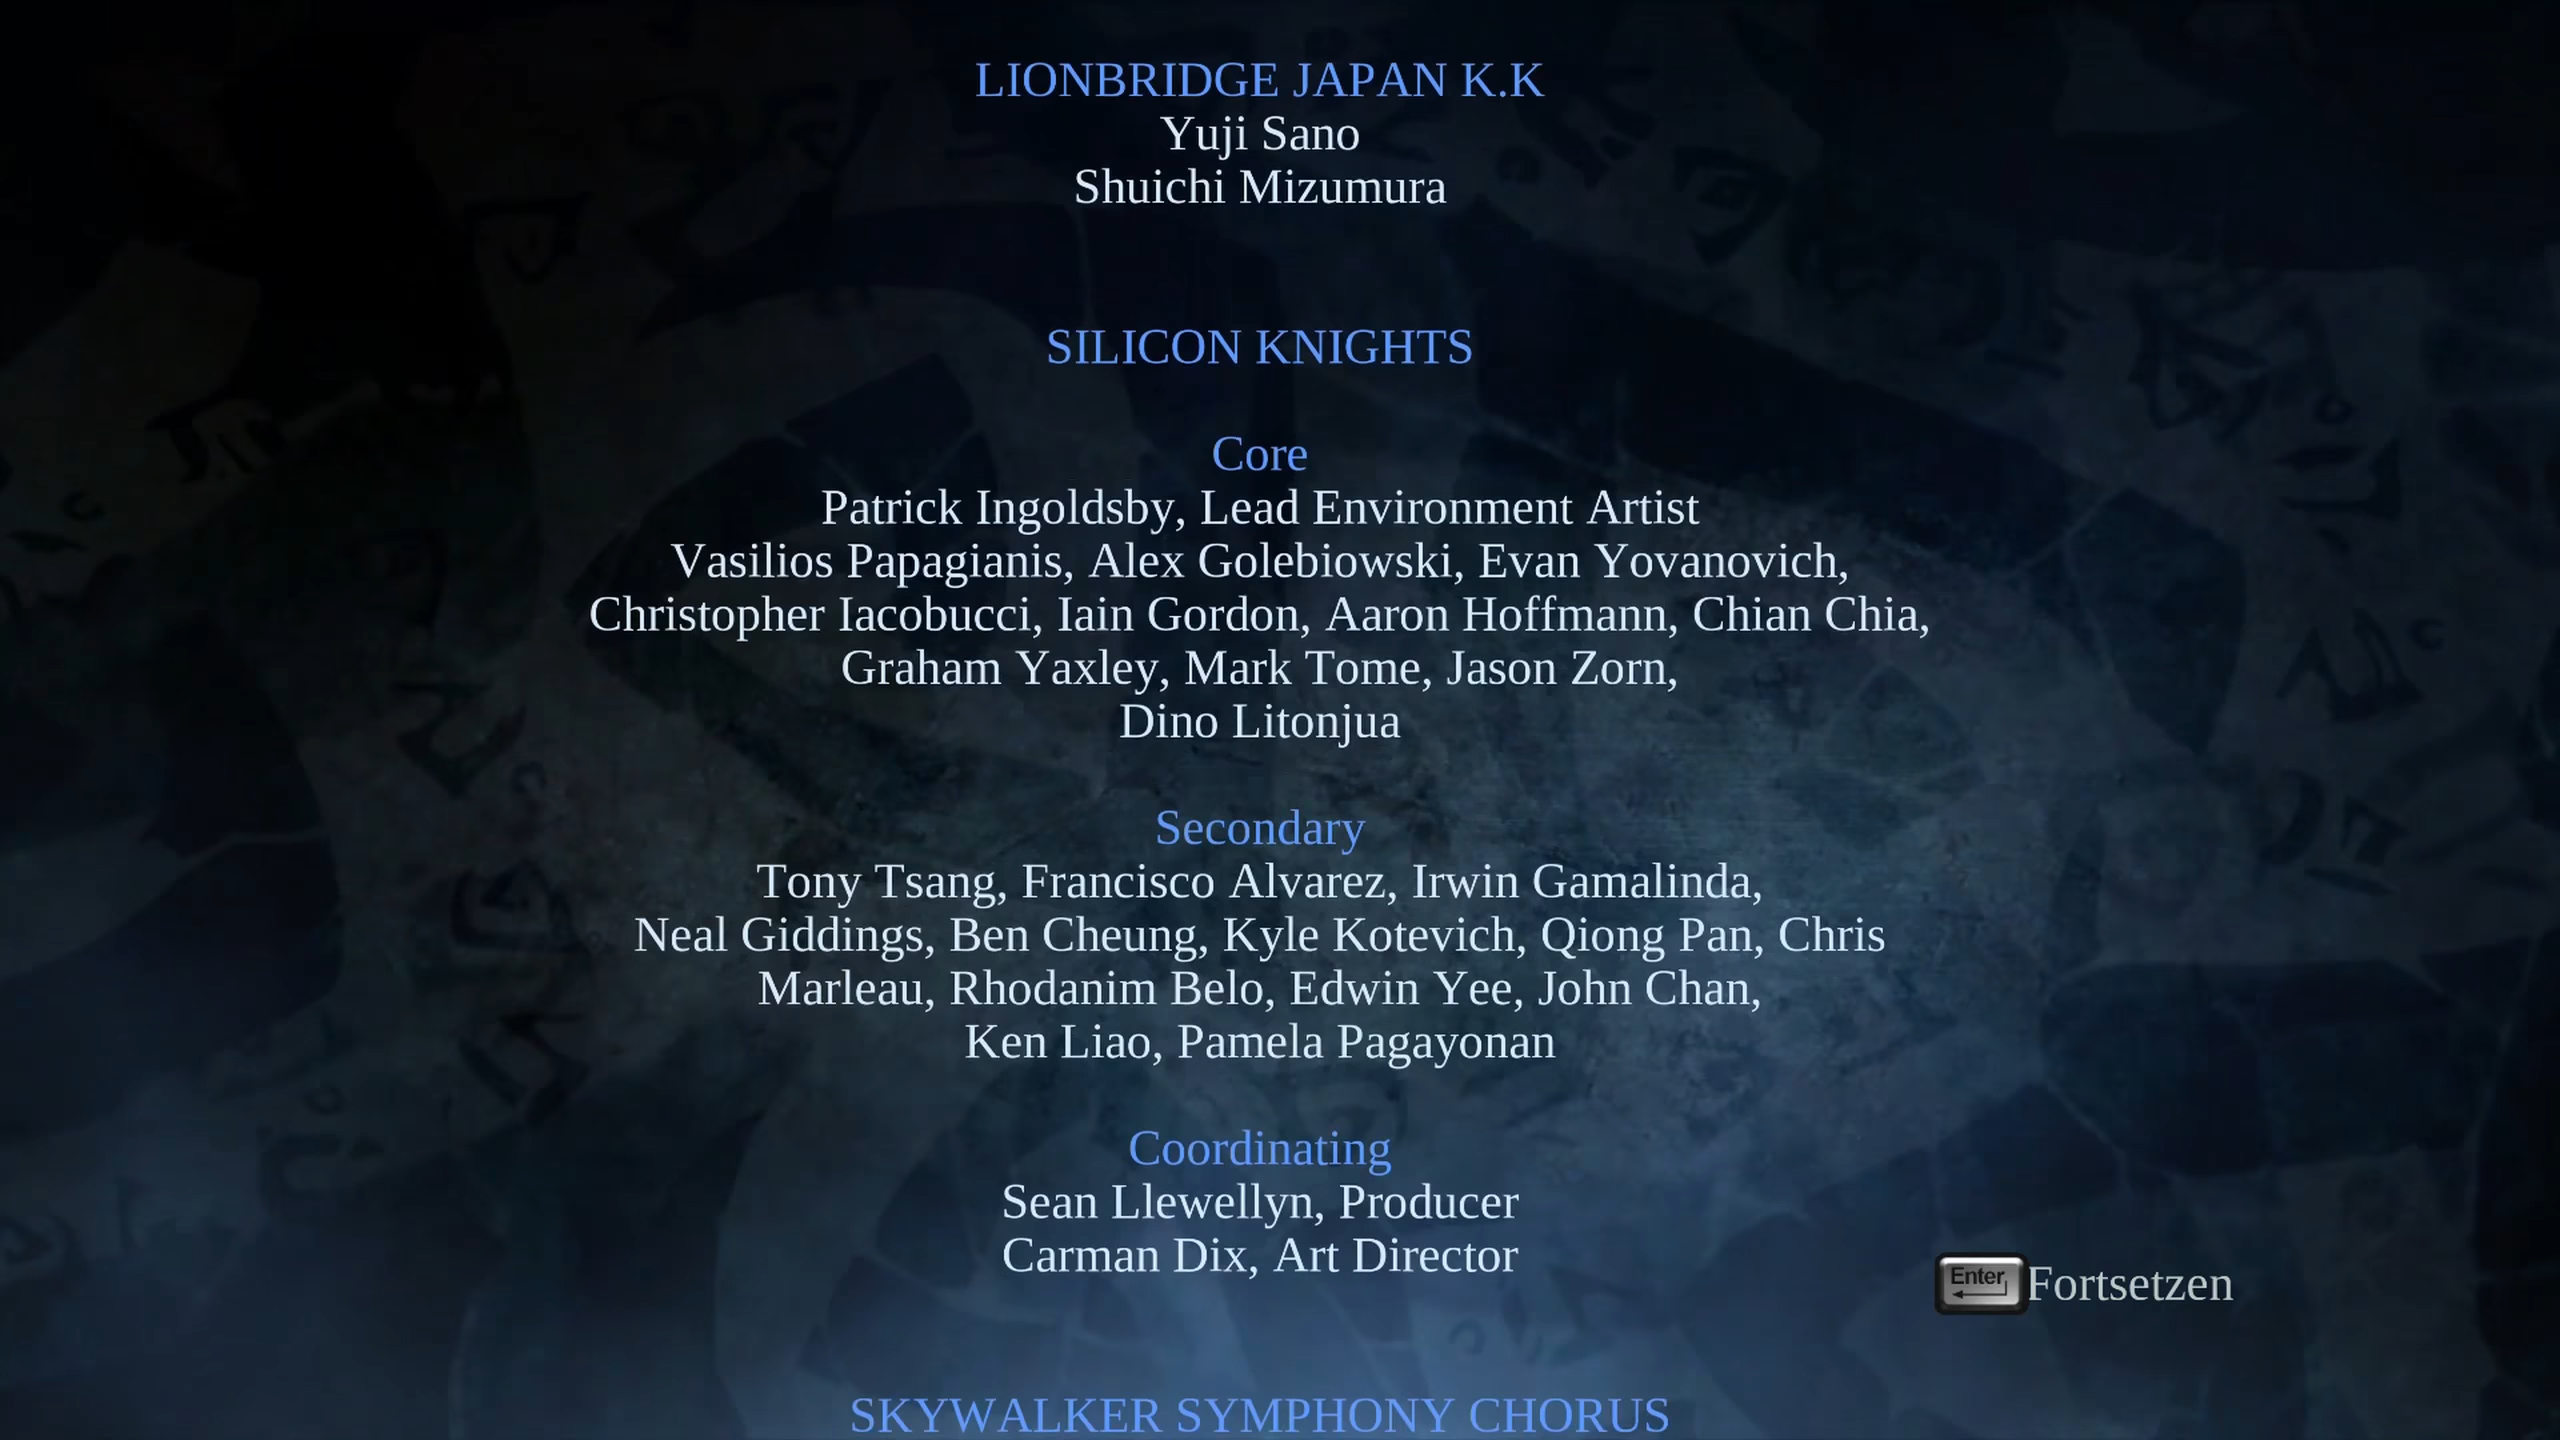 LIONBRIDGE JAPAN K.K
Yuji Sano
Shuichi Mizumura
SILICON KNIGHTS
Core
Patrick Ingoldsby, Lead Environment Artist
Vasilios Papagianis, Alex Golebiowski, Evan Yovanovich,
Christopher Iacobucci, Iain Gordon, Aaron Hoffmann, Chian Chia,
Graham Yaxley, Mark Tome, Jason Zorn,
Dino Litonjua
Secondary
Tony Tsang, Francisco Alvarez, Irwin Gamalinda,
Neal Giddings, Ben Cheung, Kyle Kotevich, Qiong Pan, Chris
Marleau, Rhodanim Belo, Edwin Yee, John Chan,
Ken Liao, Pamela Pagayonan
Coordinating
Sean Llewellyn, Producer
Carman Dix, Art Director
Enter Fortsetzen
SKYWALKER SYMPHONY CHORUS